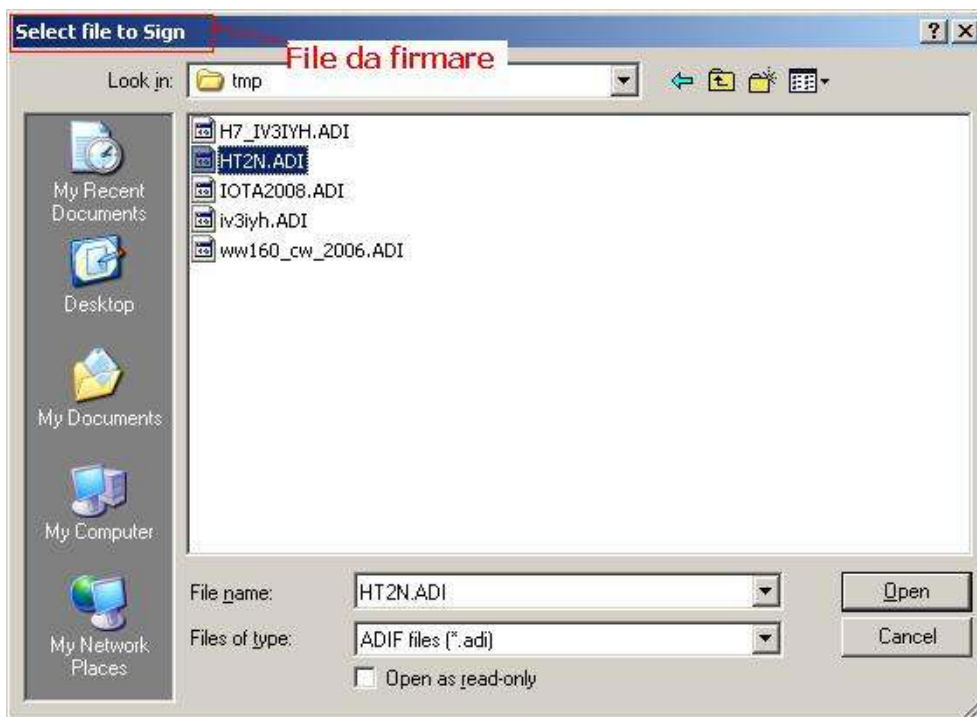 Select file to Sign
File da firmare
Look in:
tmp
H7_IV3IYH.ADI
HT2N.ADI
IOTA2008.ADI
iv3iyh.ADI
ww160_cw_2006.ADI
My Recent
Documents
Desktop
My Documents
My Computer
My Network
Places
File name:
HT2N.ADI
Open
Files of type:
ADIF files (*.adi)
Cancel
Open as read-only